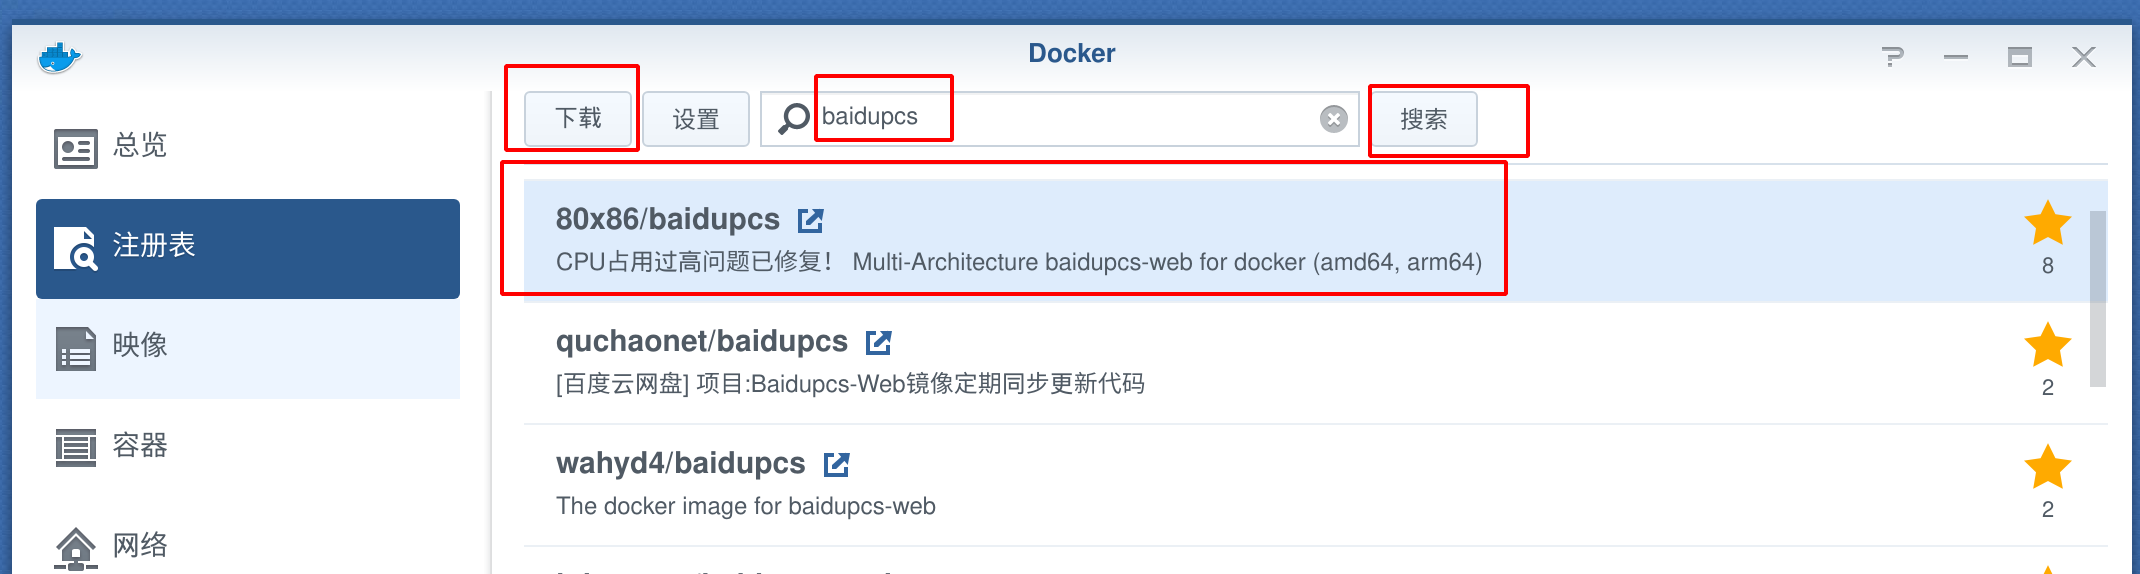 Docker
总览
注册表
映像
容器
网络
下载
设置
baidupcs
搜索
80x86/baidupcs
CPU占用过高问题已修复！ Multi-Architecture baidupcs-web for docker (amd64, arm64)
8
quchaonet/baidupcs
[百度云网盘] 项目:Baidupcs-Web镜像定期同步更新代码
2
wahyd4/baidupcs
The docker image for baidupcs-web
2